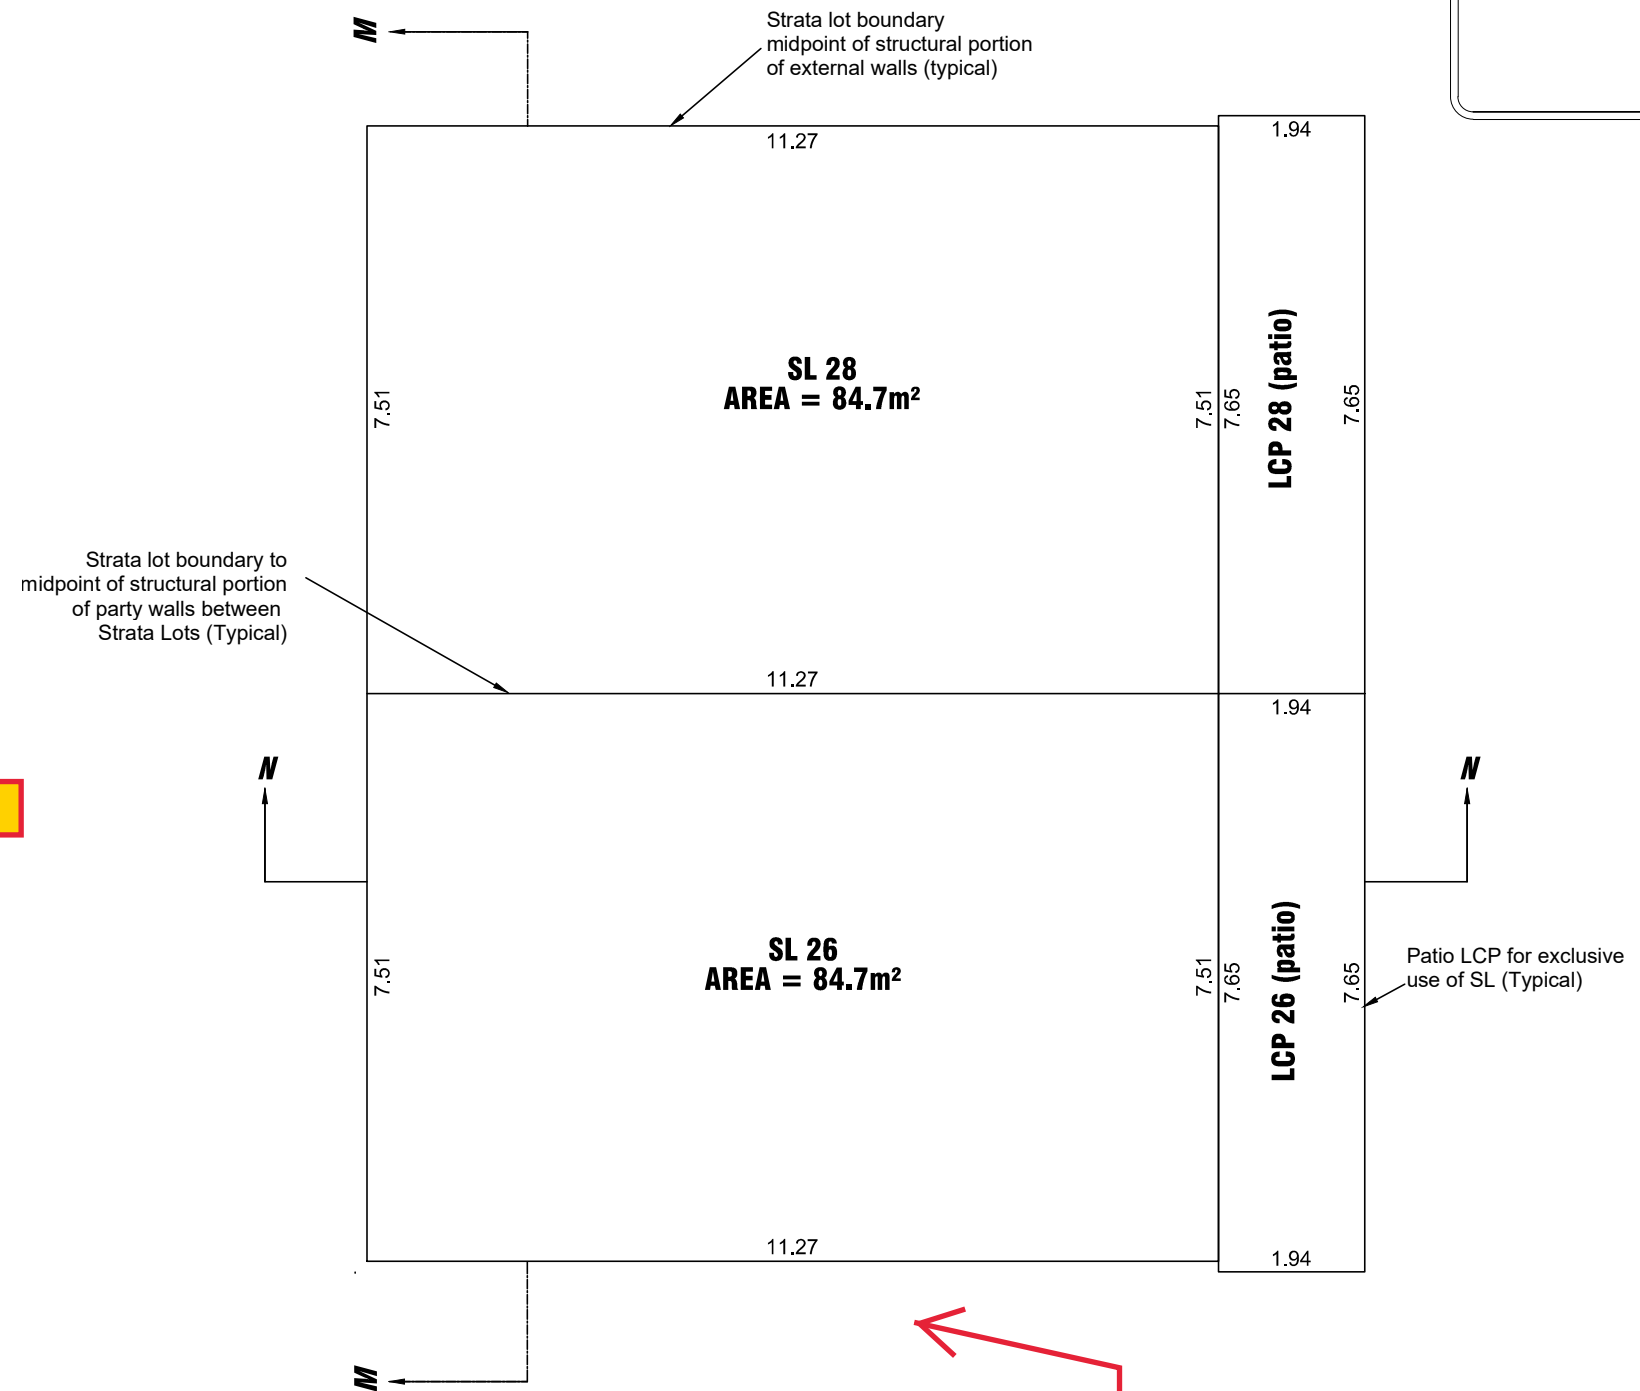 M
Strata lot boundary
midpoint of structural portion
of external walls (typical)
11.27
1.94
SL 28
AREA = 84.7m²
7.51
7.51
7.65
LCP 28 (patio)
7.65
Strata lot boundary to
midpoint of structural portion
of party walls between
Strata Lots (Typical)
11.27
1.94
N
N
SL 26
AREA = 84.7m²
7.51
7.51
7.65
LCP 26 (patio)
7.65
Patio LCP for exclusive
use of SL (Typical)
11.27
1.94
M